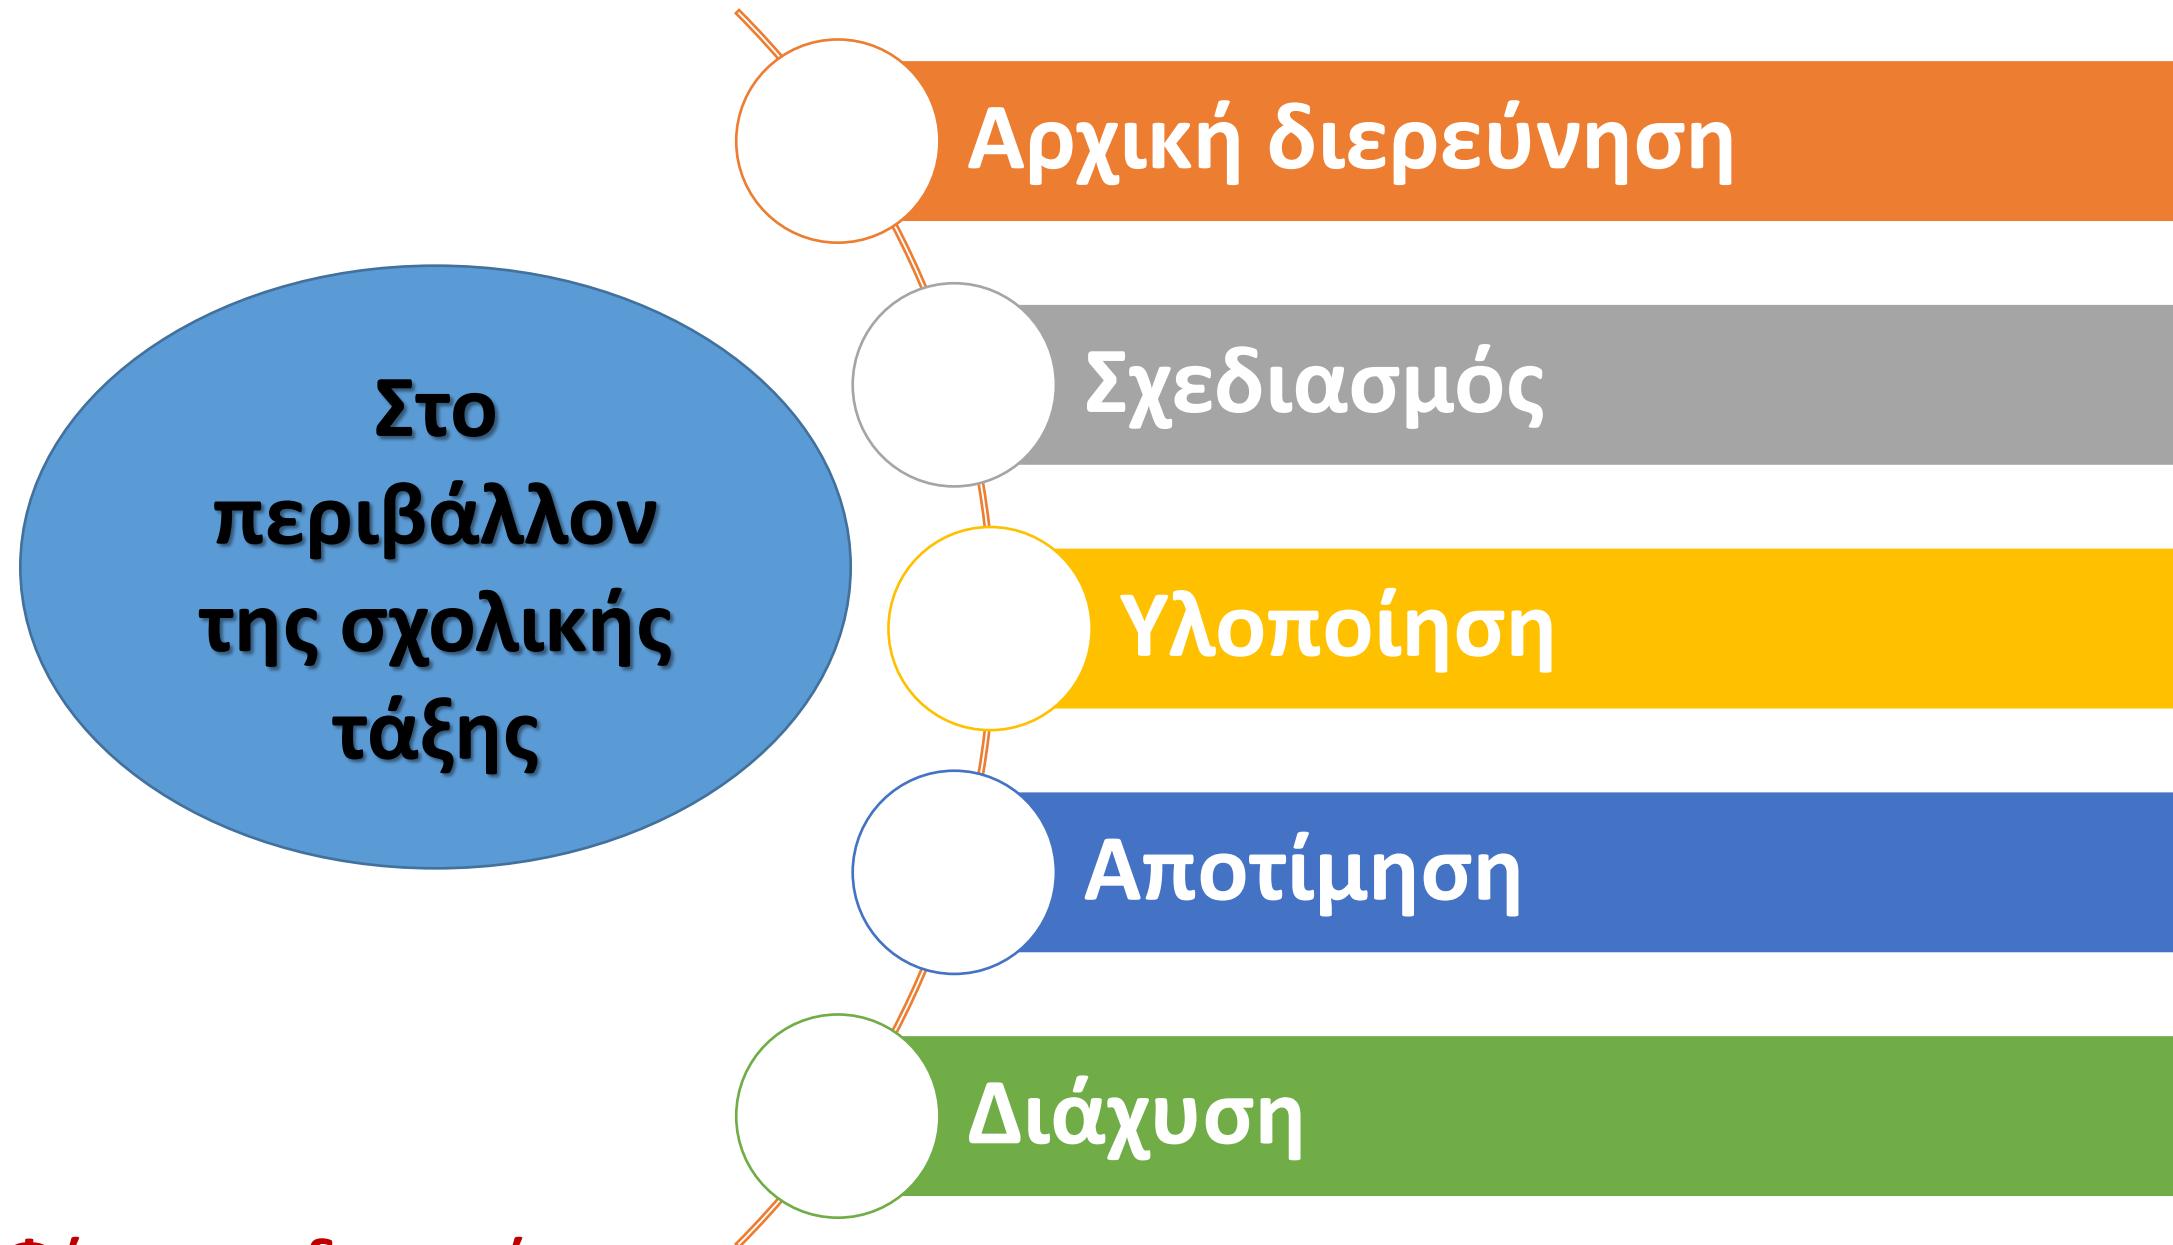 Στο
περιβάλλον
της σχολικής
τάξης
Αρχική διερεύνηση
Σχεδιασμός
Υλοποίηση
Αποτίμηση
Διάχυση